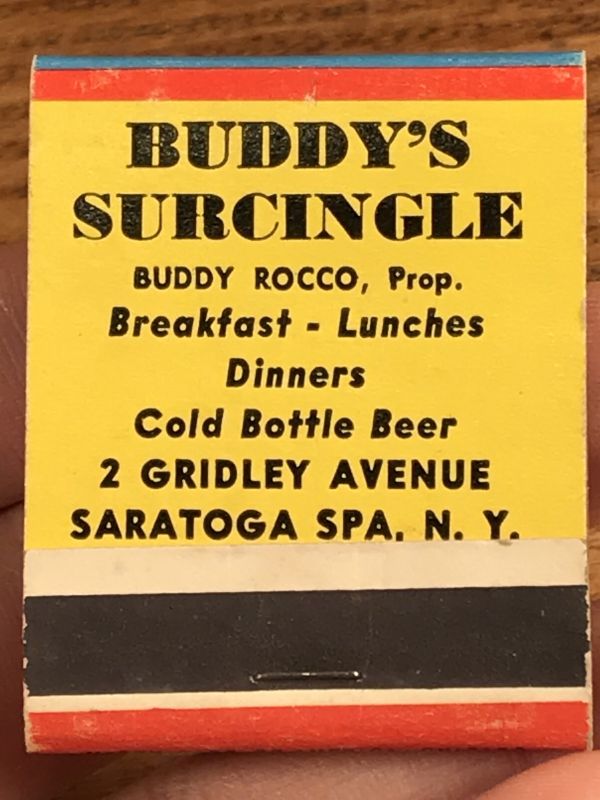 BUDDY'S
SURCINGLE
BUDDY ROCCO, Prop.
Breakfast - Lunches
Dinners
Cold Bottle Beer
2 GRIDLEY AVENUE
SARATOGA SPA, N. Y.